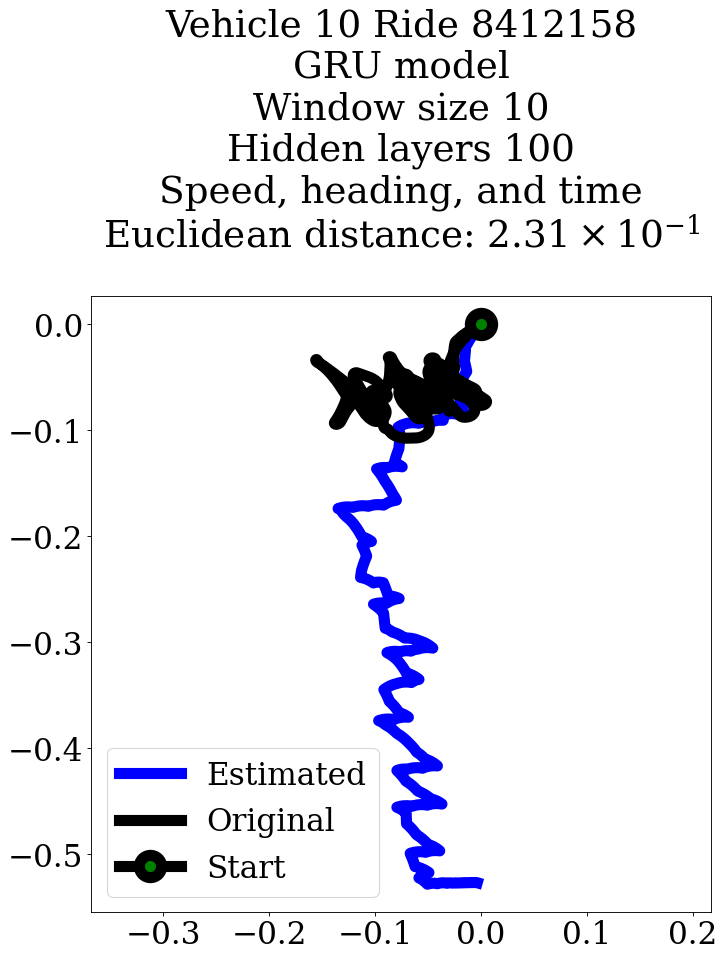 Vehicle 10 Ride 8412158
GRU model
Window size 10
Hidden layers 100
Speed, heading, and time
Euclidean distance: 2.31 × 10⁻¹
0.0
−0.1
−0.2
−0.3
−0.4
−0.5
Estimated
Original
Start
−0.3 −0.2 −0.1 0.0 0.1 0.2